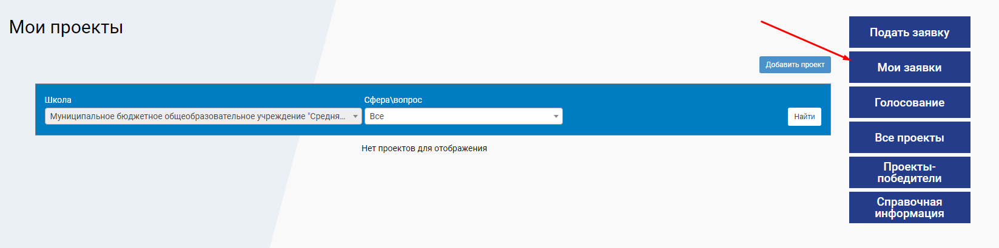 Мои проекты
Подать заявку
Добавить проект
Мои заявки
Школа
Сфера\вопрос
Муниципальное бюджетное общеобразовательное учреждение "Средня...
Все
Найти
Нет проектов для отображения
Голосование
Все проекты
Проекты-
победители
Справочная
информация